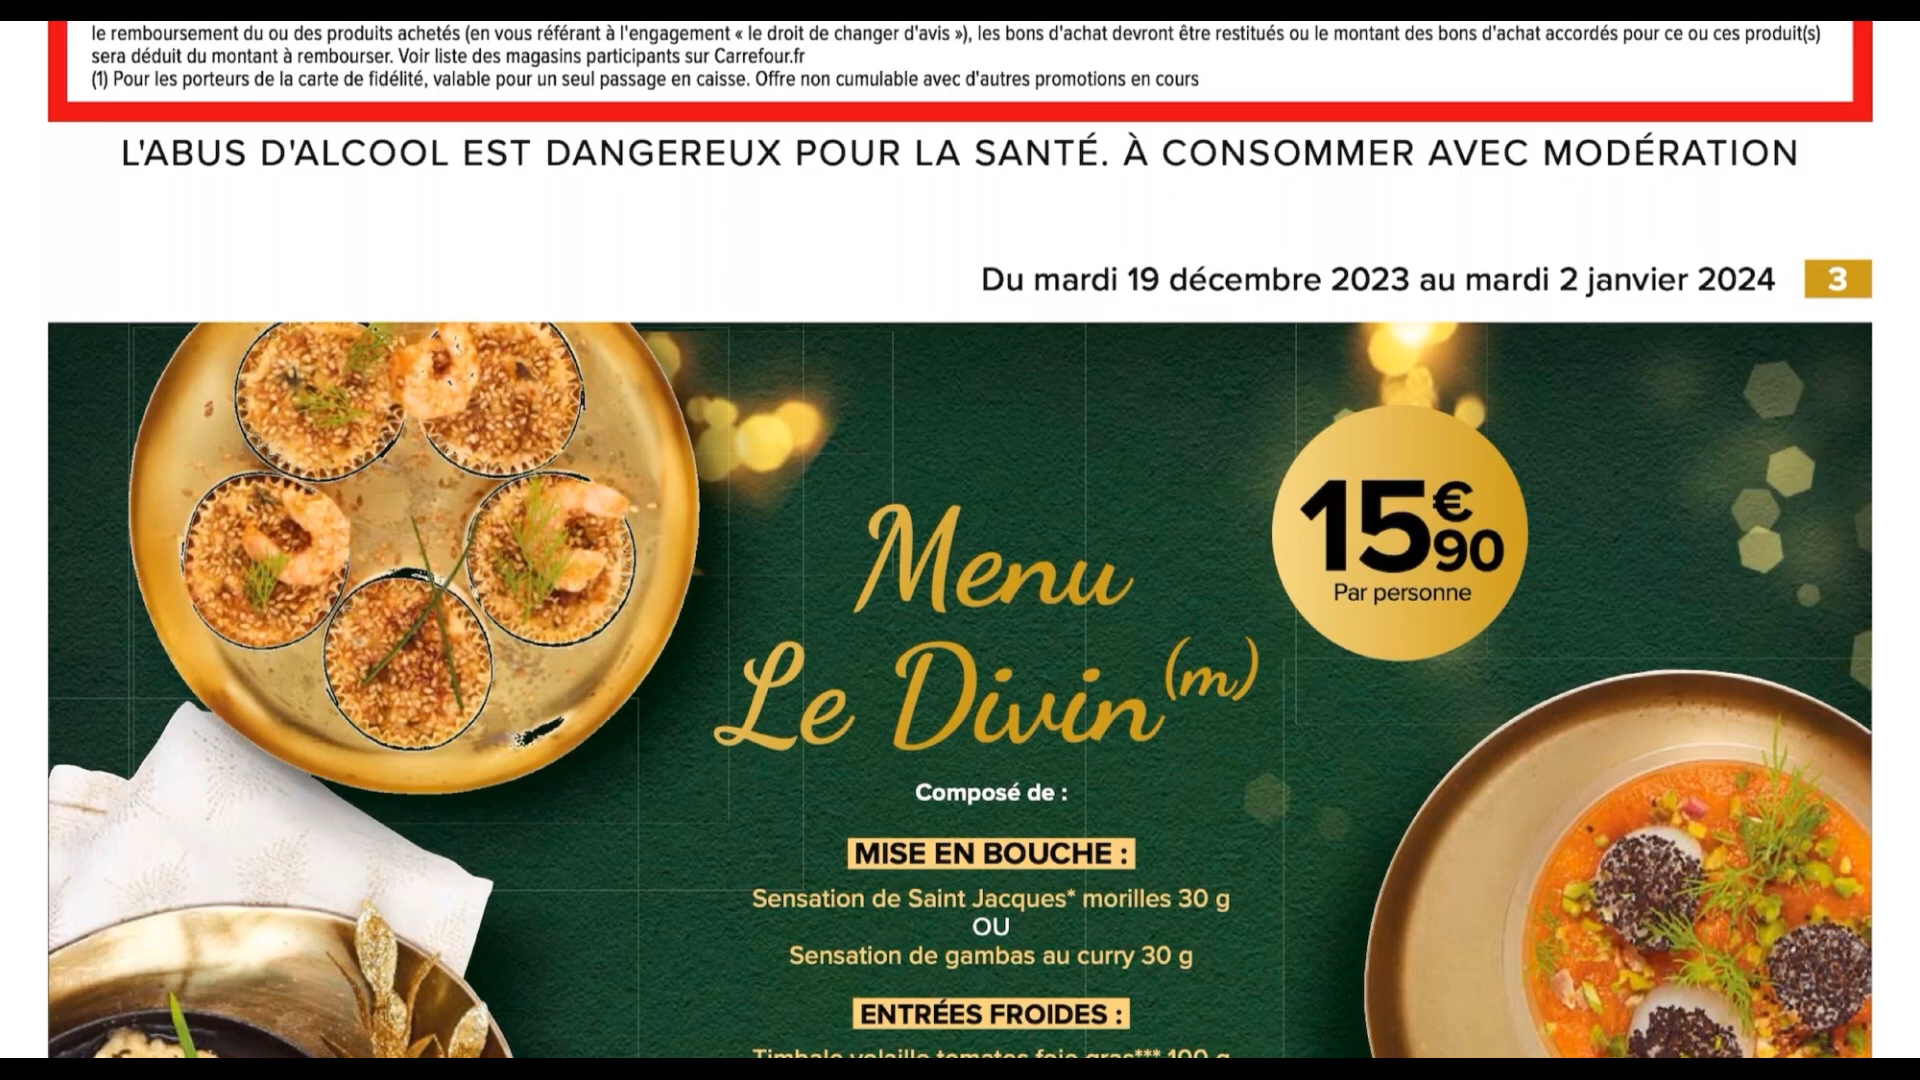 le remboursement du ou des produits achetés (en vous référant à l'engagement « le droit de changer d'avis »), les bons d'achat devront être restitués ou le montant des bons d'achat accordés pour ce ou ces produit(s)
sera déduit du montant à rembourser. Voir liste des magasins participants sur Carrefour.fr
(1) Pour les porteurs de la carte de fidélité, valable pour un seul passage en caisse. Offre non cumulable avec d'autres promotions en cours
L'ABUS D'ALCOOL EST DANGEREUX POUR LA SANTÉ. À CONSOMMER AVEC MODÉRATION
Du mardi 19 décembre 2023 au mardi 2 janvier 2024 3
15€90
Par personne
Menu
Le Divin(m)
Composé de :
MISE EN BOUCHE :
Sensation de Saint Jacques* morilles 30 g
OU
Sensation de gambas au curry 30 g
ENTRÉES FROIDES :
Timbale volaille tomates foie gras*** 100 g